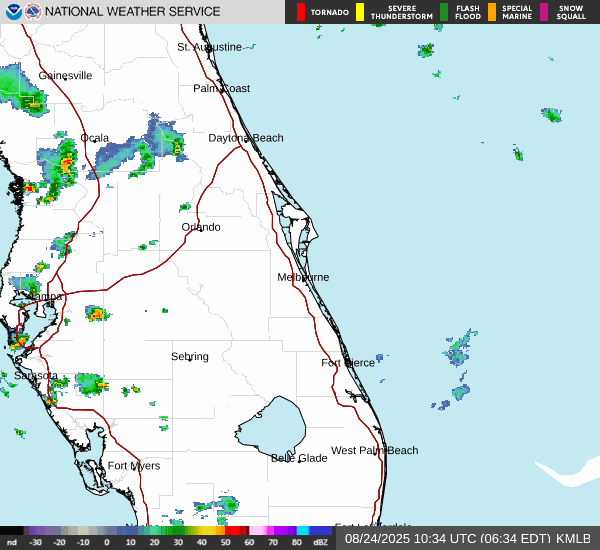 NATIONAL WEATHER SERVICE
TORNADO
SEVERE THUNDERSTORM
FLASH FLOOD
SPECIAL MARINE
SNOW SQUALL
St. Augustine
Gainesville
Palm Coast
Ocala
Daytona Beach
Orlando
Melbourne
Tampa
Sebring
Fort Pierce
Sarasota
West Palm Beach
Belle Glade
Fort Myers
Fort Lauderdale
nd -30 -20 -10 0 10 20 30 40 50 60 70 80 dBZ
08/24/2025 10:34 UTC (06:34 EDT) KMLB